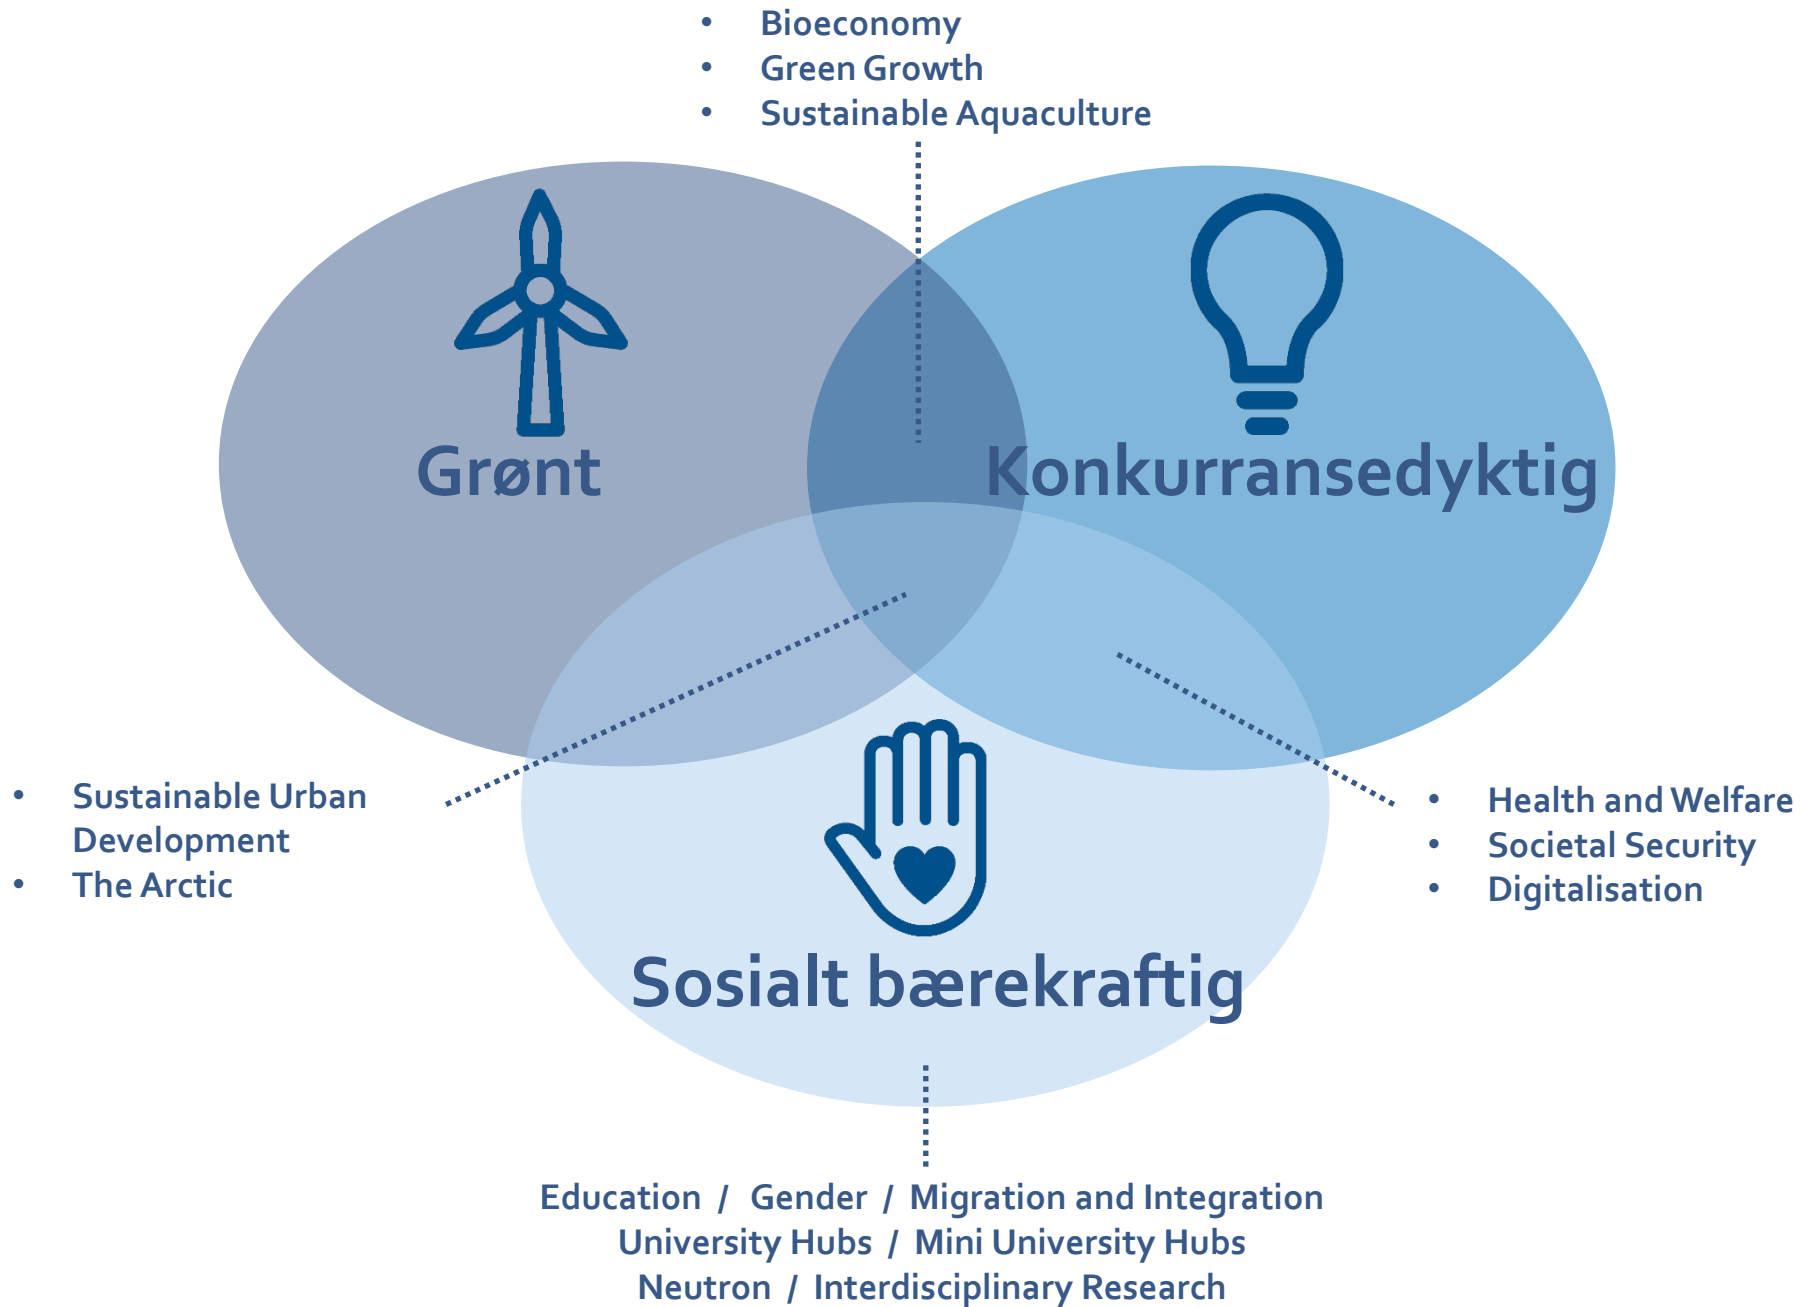 • Bioeconomy
• Green Growth
• Sustainable Aquaculture
Grønt
Konkurransedyktig
• Sustainable Urban
Development
• The Arctic
• Health and Welfare
• Societal Security
• Digitalisation
Sosialt bærekraftig
Education / Gender / Migration and Integration
University Hubs / Mini University Hubs
Neutron / Interdisciplinary Research